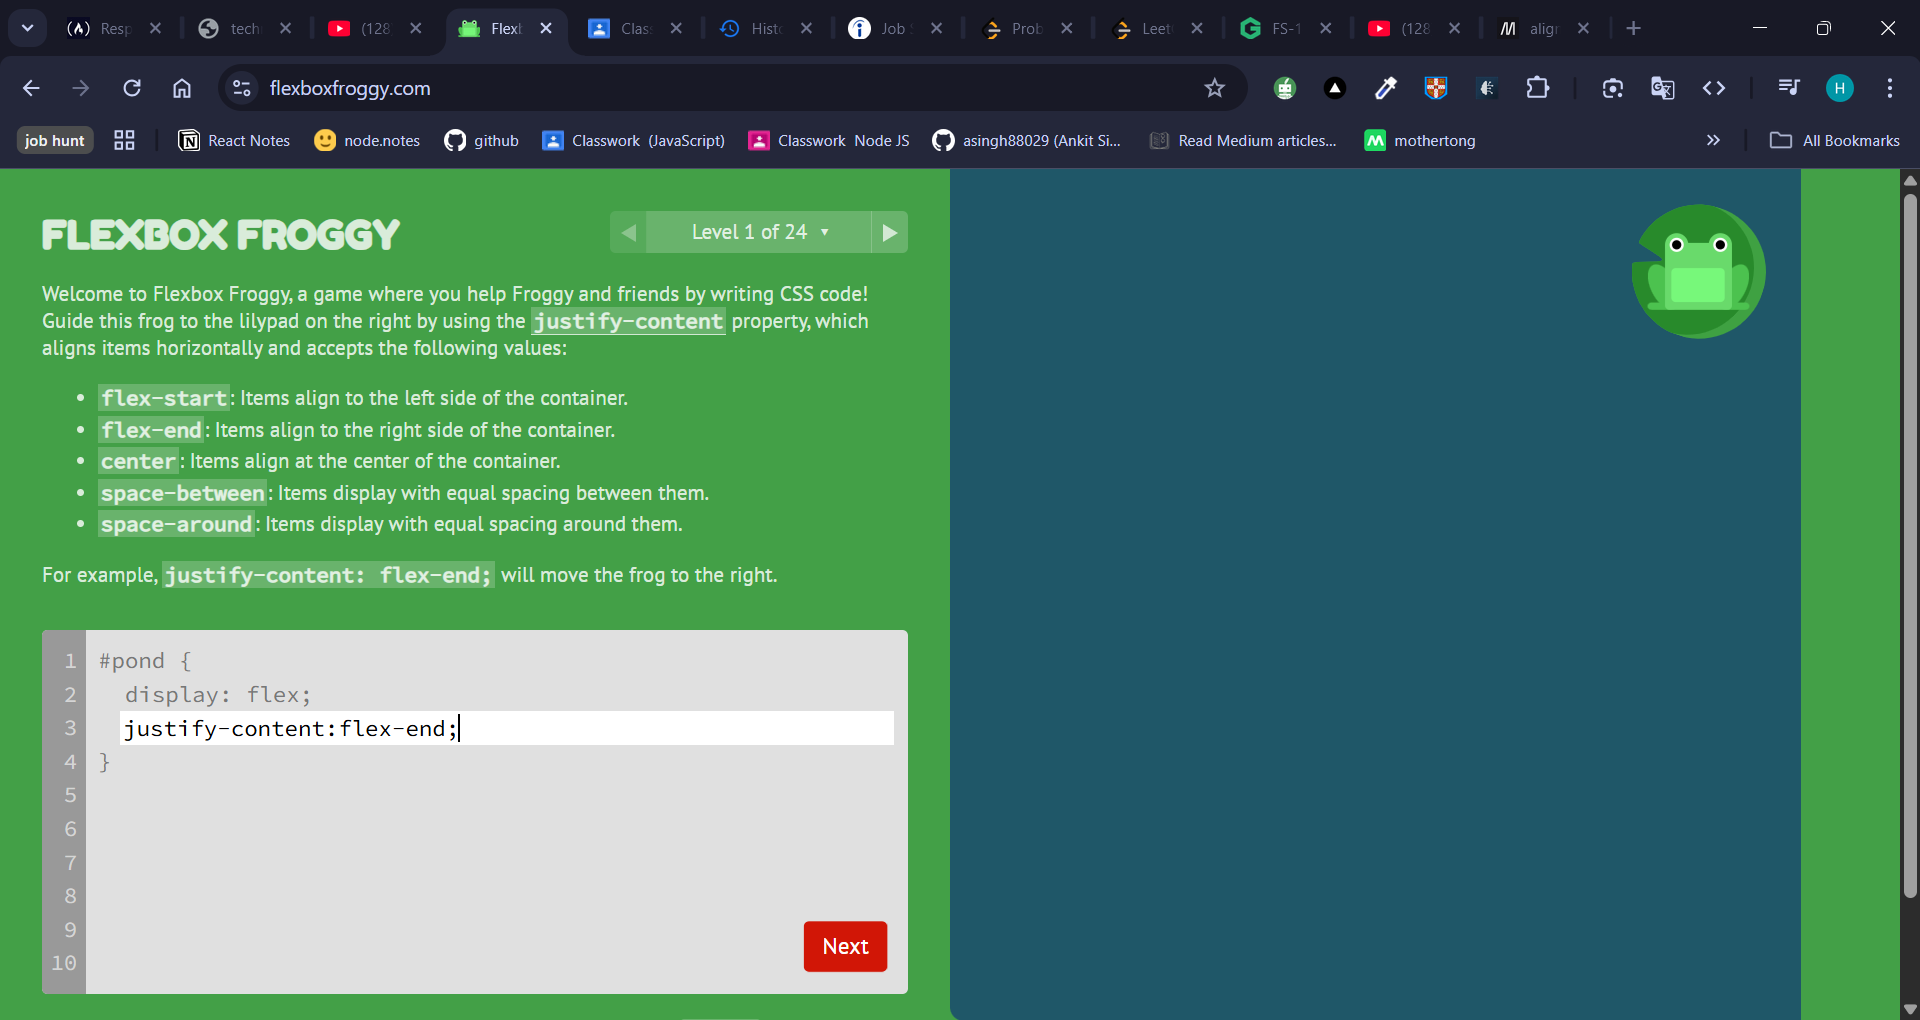 Resp
tech
(128
Flexb
Class
Histo
Job S
Prob
Leet
FS-1
(128
align
flexboxfroggy.com
H
job hunt
React Notes
node.notes
github
Classwork (JavaScript)
Classwork Node JS
asingh88029 (Ankit Si...
Read Medium articles...
mothertong
All Bookmarks
FLEXBOX FROGGY
Level 1 of 24
Welcome to Flexbox Froggy, a game where you help Froggy and friends by writing CSS code!
Guide this frog to the lilypad on the right by using the justify-content property, which
aligns items horizontally and accepts the following values:
• flex-start: Items align to the left side of the container.
• flex-end: Items align to the right side of the container.
• center: Items align at the center of the container.
• space-between: Items display with equal spacing between them.
• space-around: Items display with equal spacing around them.
For example, justify-content: flex-end; will move the frog to the right.
1 #pond {
2 display: flex;
3 justify-content:flex-end;
4 }
5
6
7
8
9
10
Next